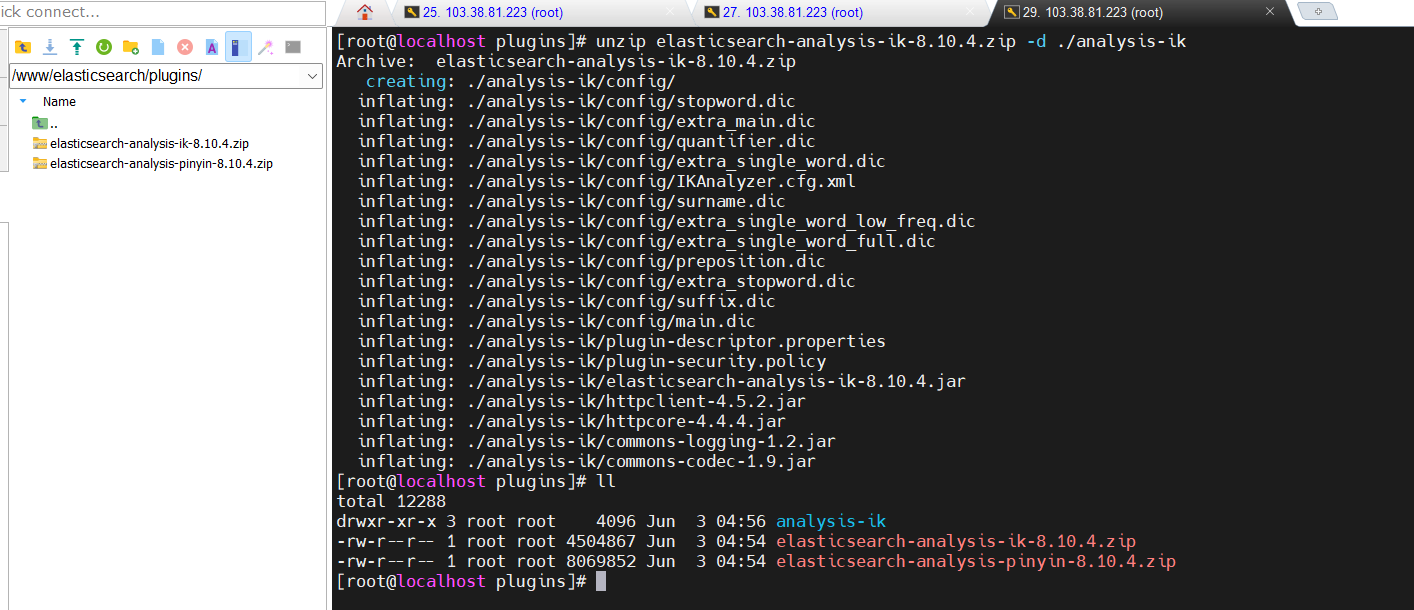 ick connect...
25. 103.38.81.223 (root)
27. 103.38.81.223 (root)
29. 103.38.81.223 (root)
/www/elasticsearch/plugins/
Name
..
elasticsearch-analysis-ik-8.10.4.zip
elasticsearch-analysis-pinyin-8.10.4.zip
[root@localhost plugins]# unzip elasticsearch-analysis-ik-8.10.4.zip -d ./analysis-ik
Archive:  elasticsearch-analysis-ik-8.10.4.zip
   creating: ./analysis-ik/config/
  inflating: ./analysis-ik/config/stopword.dic
  inflating: ./analysis-ik/config/extra_main.dic
  inflating: ./analysis-ik/config/quantifier.dic
  inflating: ./analysis-ik/config/extra_single_word.dic
  inflating: ./analysis-ik/config/IKAnalyzer.cfg.xml
  inflating: ./analysis-ik/config/surname.dic
  inflating: ./analysis-ik/config/extra_single_word_low_freq.dic
  inflating: ./analysis-ik/config/extra_single_word_full.dic
  inflating: ./analysis-ik/config/preposition.dic
  inflating: ./analysis-ik/config/extra_stopword.dic
  inflating: ./analysis-ik/config/suffix.dic
  inflating: ./analysis-ik/config/main.dic
  inflating: ./analysis-ik/plugin-descriptor.properties
  inflating: ./analysis-ik/plugin-security.policy
  inflating: ./analysis-ik/elasticsearch-analysis-ik-8.10.4.jar
  inflating: ./analysis-ik/httpclient-4.5.2.jar
  inflating: ./analysis-ik/httpcore-4.4.4.jar
  inflating: ./analysis-ik/commons-logging-1.2.jar
  inflating: ./analysis-ik/commons-codec-1.9.jar
[root@localhost plugins]# ll
total 12288
drwxr-xr-x 3 root root    4096 Jun  3 04:56 analysis-ik
-rw-r--r-- 1 root root 4504867 Jun  3 04:54 elasticsearch-analysis-ik-8.10.4.zip
-rw-r--r-- 1 root root 8069852 Jun  3 04:54 elasticsearch-analysis-pinyin-8.10.4.zip
[root@localhost plugins]#